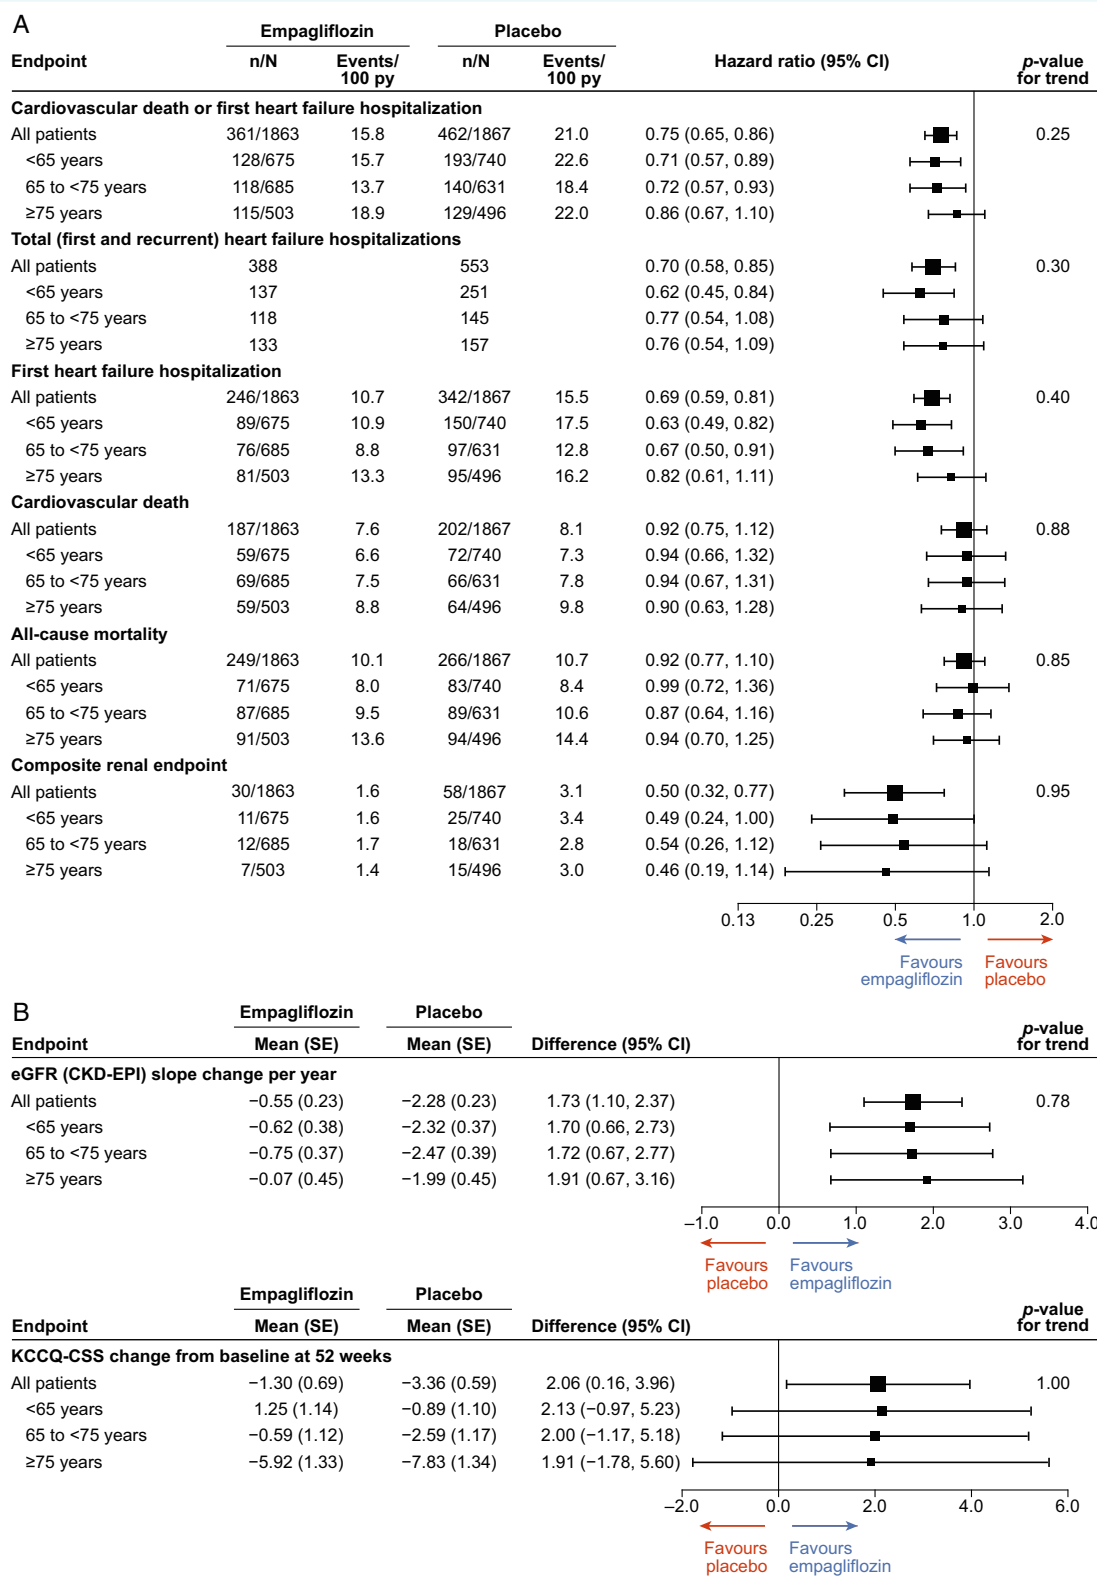 A
Empagliflozin Placebo
Endpoint n/N Events/100 py n/N Events/100 py Hazard ratio (95% CI) p-value for trend
Cardiovascular death or first heart failure hospitalization
All patients 361/1863 15.8 462/1867 21.0 0.75 (0.65, 0.86) 0.25
<65 years 128/675 15.7 193/740 22.6 0.71 (0.57, 0.89)
65 to <75 years 118/685 13.7 140/631 18.4 0.72 (0.57, 0.93)
≥75 years 115/503 18.9 129/496 22.0 0.86 (0.67, 1.10)
Total (first and recurrent) heart failure hospitalizations
All patients 388 553 0.70 (0.58, 0.85) 0.30
<65 years 137 251 0.62 (0.45, 0.84)
65 to <75 years 118 145 0.77 (0.54, 1.08)
≥75 years 133 157 0.76 (0.54, 1.09)
First heart failure hospitalization
All patients 246/1863 10.7 342/1867 15.5 0.69 (0.59, 0.81) 0.40
<65 years 89/675 10.9 150/740 17.5 0.63 (0.49, 0.82)
65 to <75 years 76/685 8.8 97/631 12.8 0.67 (0.50, 0.91)
≥75 years 81/503 13.3 95/496 16.2 0.82 (0.61, 1.11)
Cardiovascular death
All patients 187/1863 7.6 202/1867 8.1 0.92 (0.75, 1.12) 0.88
<65 years 59/675 6.6 72/740 7.3 0.94 (0.66, 1.32)
65 to <75 years 69/685 7.5 66/631 7.8 0.94 (0.67, 1.31)
≥75 years 59/503 8.8 64/496 9.8 0.90 (0.63, 1.28)
All-cause mortality
All patients 249/1863 10.1 266/1867 10.7 0.92 (0.77, 1.10) 0.85
<65 years 71/675 8.0 83/740 8.4 0.99 (0.72, 1.36)
65 to <75 years 87/685 9.5 89/631 10.6 0.87 (0.64, 1.16)
≥75 years 91/503 13.6 94/496 14.4 0.94 (0.70, 1.25)
Composite renal endpoint
All patients 30/1863 1.6 58/1867 3.1 0.50 (0.32, 0.77) 0.95
<65 years 11/675 1.6 25/740 3.4 0.49 (0.24, 1.00)
65 to <75 years 12/685 1.7 18/631 2.8 0.54 (0.26, 1.12)
≥75 years 7/503 1.4 15/496 3.0 0.46 (0.19, 1.14)
0.13 0.25 0.5 1.0 2.0
Favours empagliflozin Favours placebo
B
Empagliflozin Placebo
Endpoint Mean (SE) Mean (SE) Difference (95% CI) p-value for trend
eGFR (CKD-EPI) slope change per year
All patients −0.55 (0.23) −2.28 (0.23) 1.73 (1.10, 2.37) 0.78
<65 years −0.62 (0.38) −2.32 (0.37) 1.70 (0.66, 2.73)
65 to <75 years −0.75 (0.37) −2.47 (0.39) 1.72 (0.67, 2.77)
≥75 years −0.07 (0.45) −1.99 (0.45) 1.91 (0.67, 3.16)
−1.0 0.0 1.0 2.0 3.0 4.0
Favours placebo Favours empagliflozin
Empagliflozin Placebo
Endpoint Mean (SE) Mean (SE) Difference (95% CI) p-value for trend
KCCQ-CSS change from baseline at 52 weeks
All patients −1.30 (0.69) −3.36 (0.59) 2.06 (0.16, 3.96) 1.00
<65 years 1.25 (1.14) −0.89 (1.10) 2.13 (−0.97, 5.23)
65 to <75 years −0.59 (1.12) −2.59 (1.17) 2.00 (−1.17, 5.18)
≥75 years −5.92 (1.33) −7.83 (1.34) 1.91 (−1.78, 5.60)
−2.0 0.0 2.0 4.0 6.0
Favours placebo Favours empagliflozin